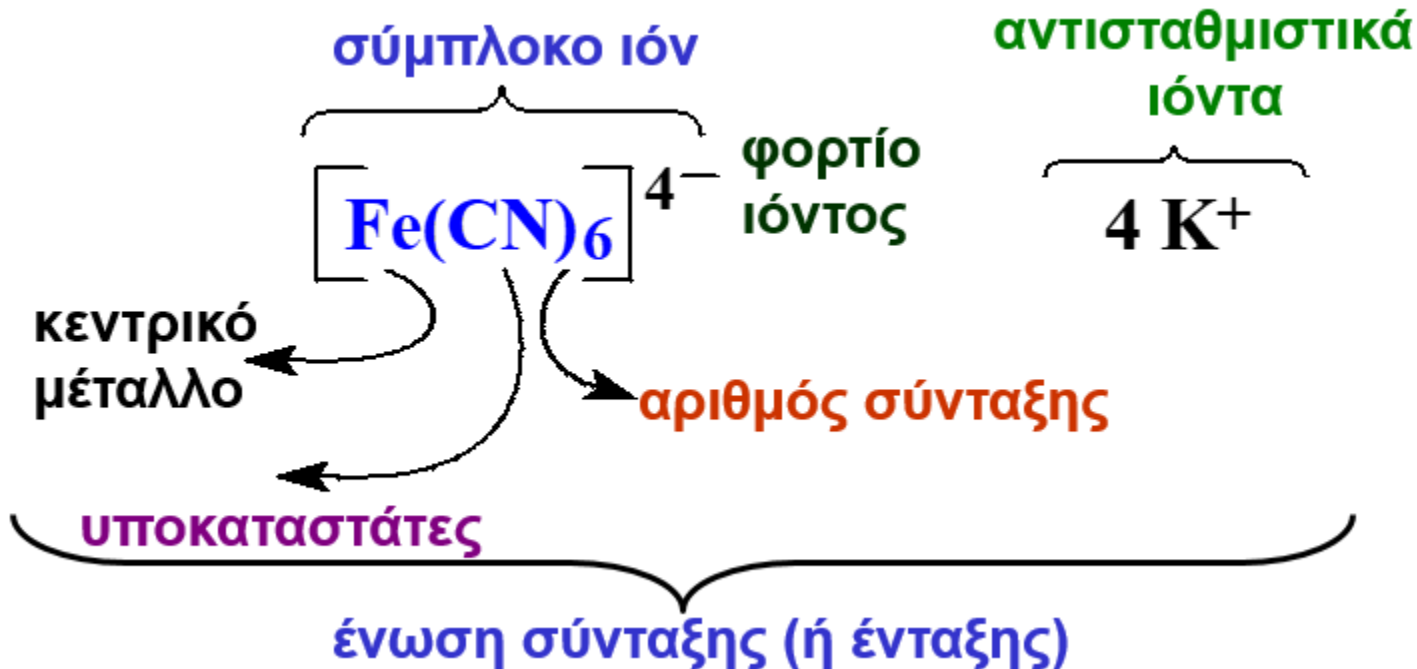 σύμπλοκο ιόν
αντισταθμιστικά
ιόντα
[Fe(CN)₆]⁴⁻
φορτίο
ιόντος
4 K⁺
κεντρικό
μέταλλο
αριθμός σύνταξης
υποκαταστάτες
ένωση σύνταξης (ή ένταξης)